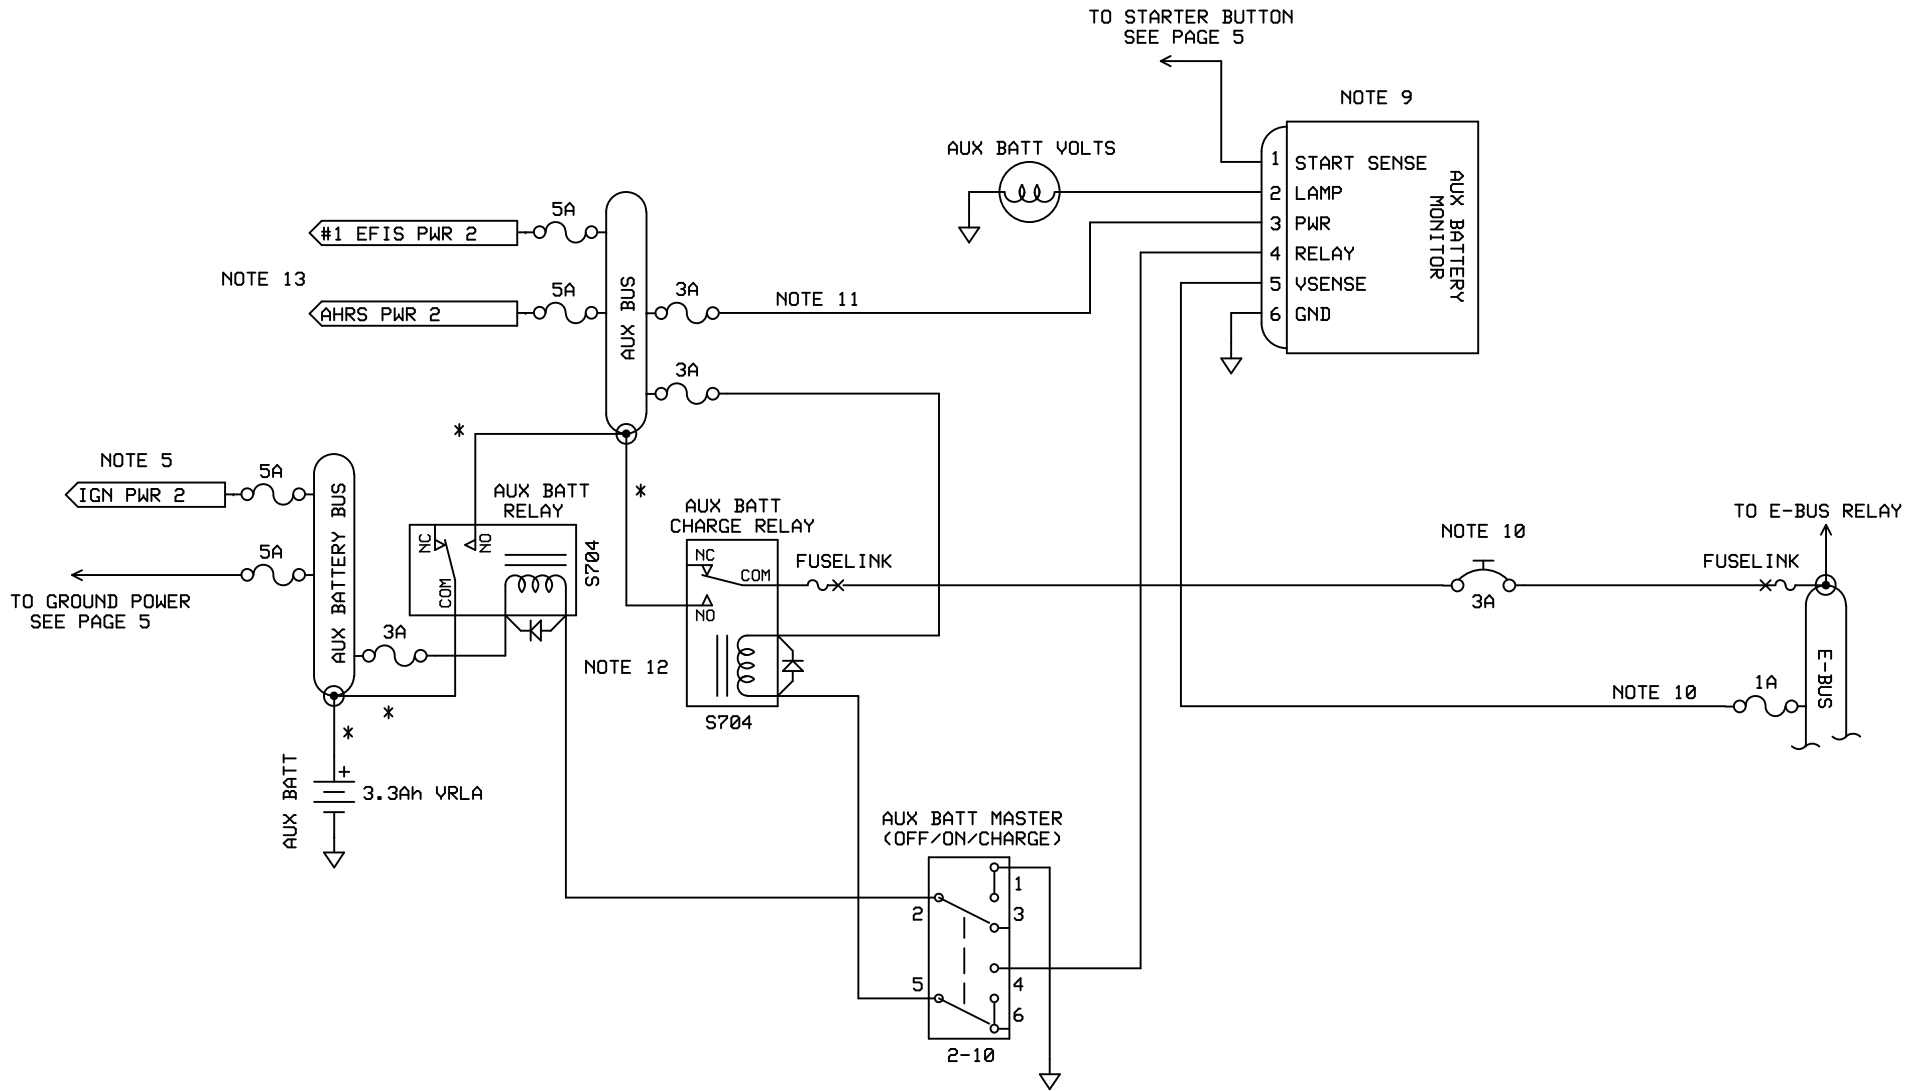 TO STARTER BUTTON
SEE PAGE 5
NOTE 9
AUX BATT VOLTS
1 START SENSE
2 LAMP
3 PWR
4 RELAY
5 VSENSE
6 GND
AUX BATTERY
MONITOR
5A
#1 EFIS PWR 2
NOTE 13
5A
AHRS PWR 2
AUX BUS
3A
NOTE 11
3A
*
*
NOTE 5
5A
IGN PWR 2
5A
TO GROUND POWER
SEE PAGE 5
AUX BATTERY BUS
3A
*
*
AUX BATT
RELAY
NC
NO
COM
S704
AUX BATT
CHARGE RELAY
NC
COM
NO
S704
NOTE 12
FUSELINK
NOTE 10
3A
FUSELINK
TO E-BUS RELAY
E-BUS
NOTE 10
1A
AUX BATT
+
3.3Ah VRLA
AUX BATT MASTER
(OFF/ON/CHARGE)
1
2
3
4
5
6
2-10